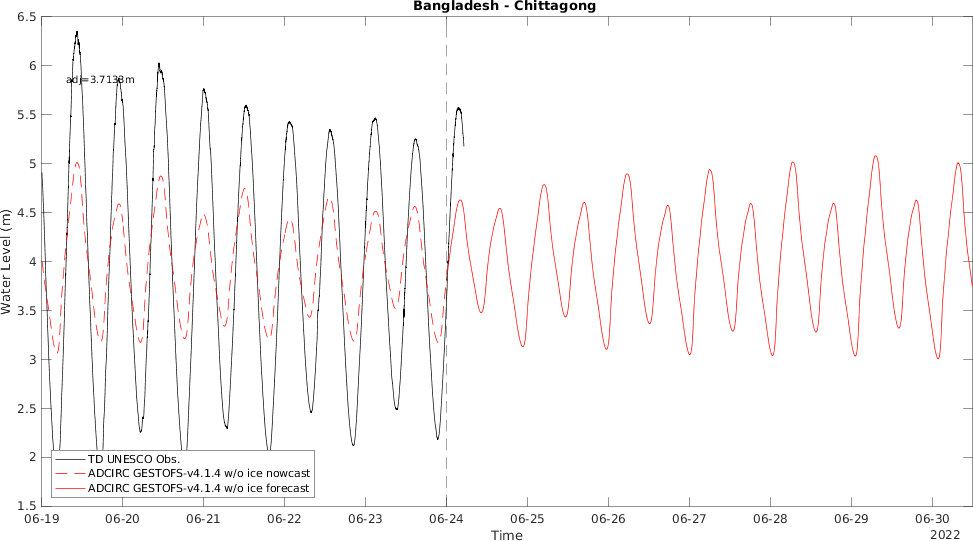 Bangladesh - Chittagong
6.5
6
5.5
5
4.5
4
3.5
3
2.5
2
1.5
Water Level (m)
adj=3.7133m
TD UNESCO Obs.
ADCIRC GESTOFS-v4.1.4 w/o ice nowcast
ADCIRC GESTOFS-v4.1.4 w/o ice forecast
06-19 06-20 06-21 06-22 06-23 06-24 06-25 06-26 06-27 06-28 06-29 06-30
2022
Time